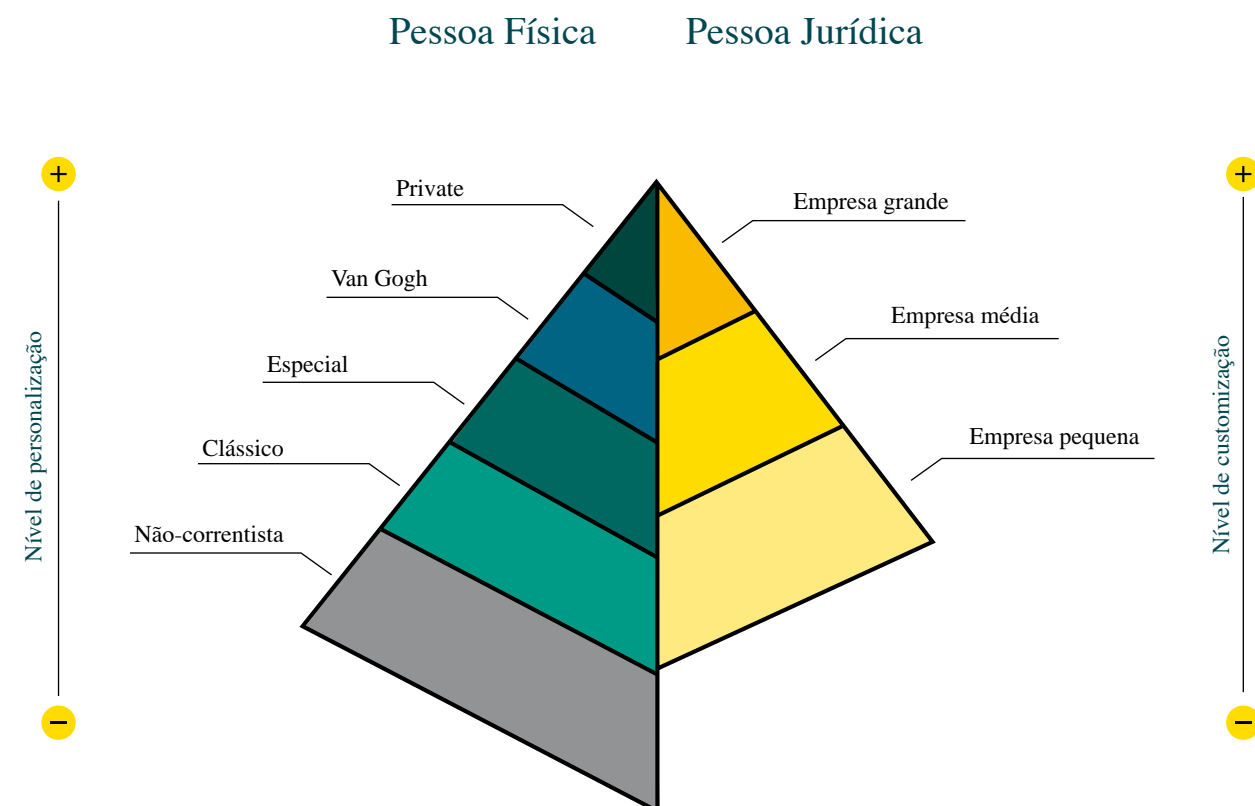 Pessoa Física
Pessoa Jurídica
+
+
Private
Empresa grande
Van Gogh
Empresa média
Especial
Empresa pequena
Clássico
Não-correntista
Nível de personalização
Nível de customização
−
−